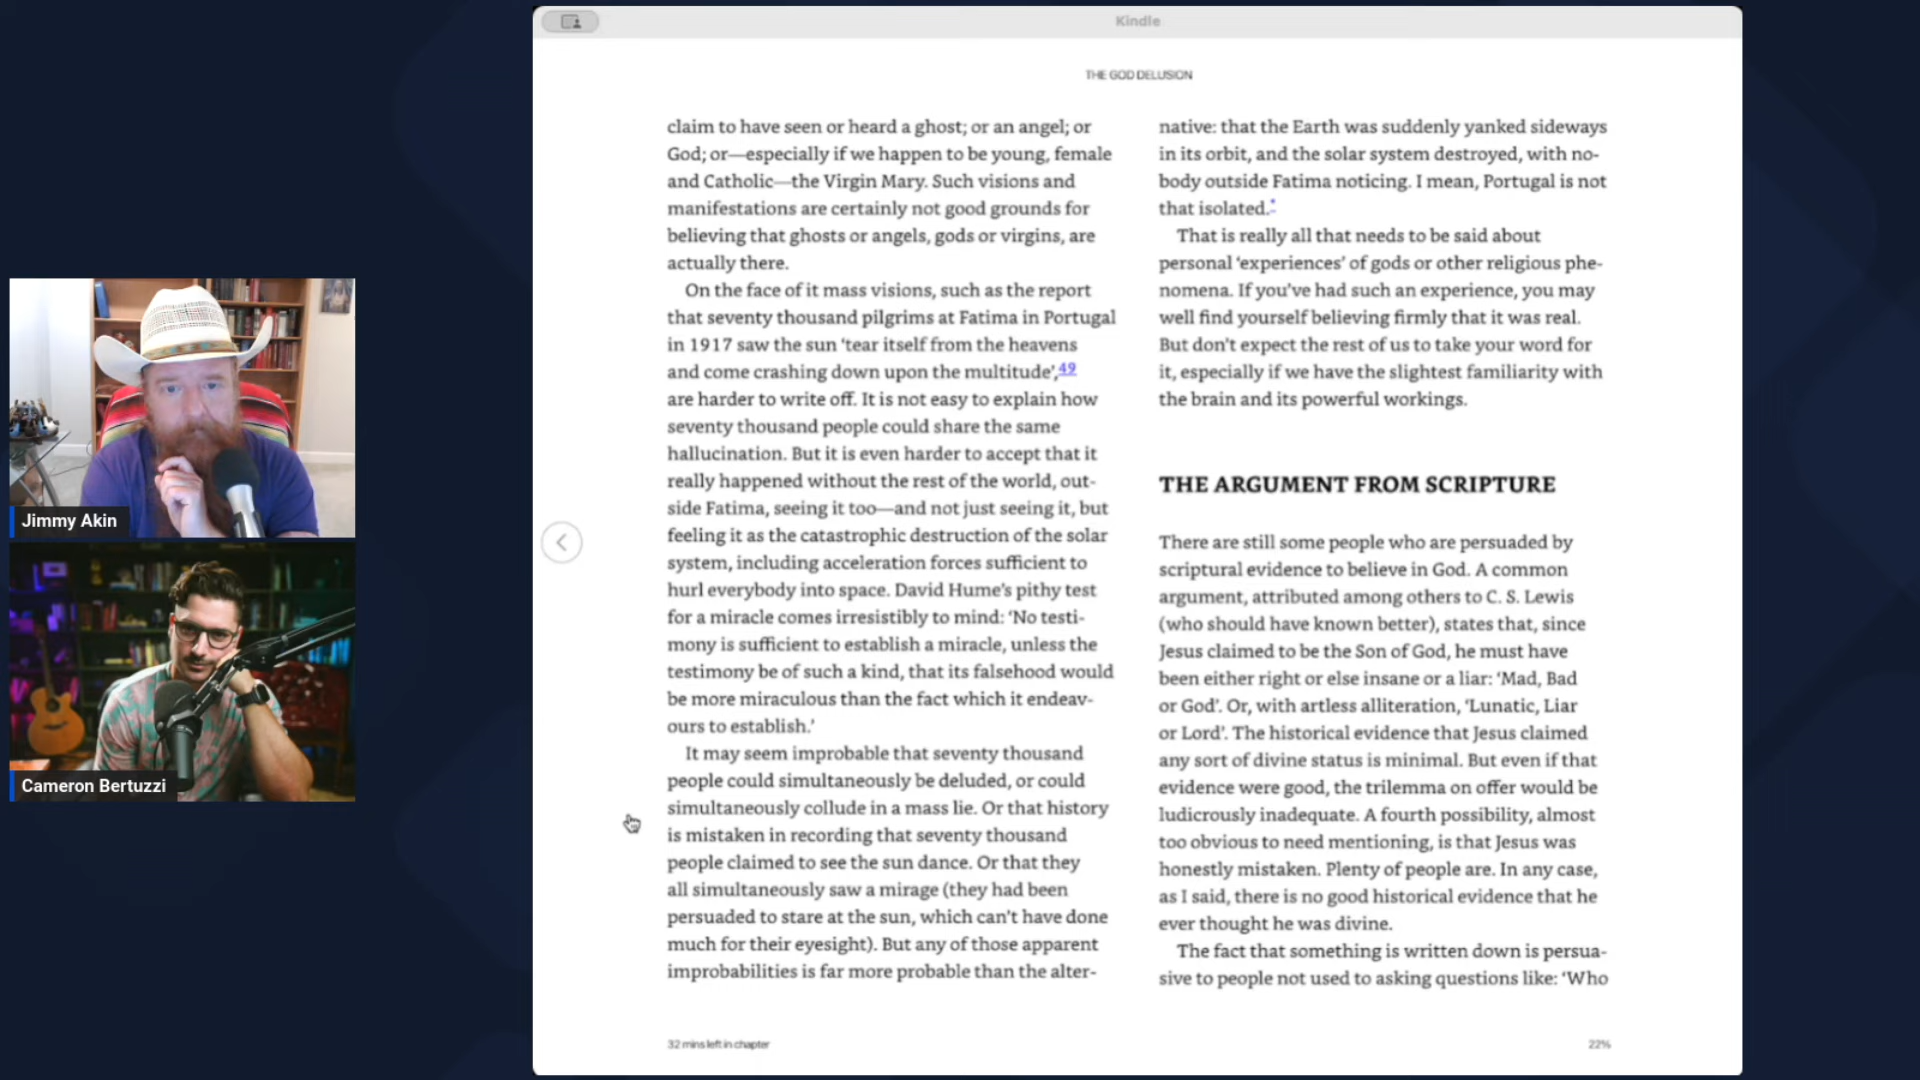 Kindle
THE GOD DELUSION
claim to have seen or heard a ghost; or an angel; or
God; or—especially if we happen to be young, female
and Catholic—the Virgin Mary. Such visions and
manifestations are certainly not good grounds for
believing that ghosts or angels, gods or virgins, are
actually there.
On the face of it mass visions, such as the report
that seventy thousand pilgrims at Fatima in Portugal
in 1917 saw the sun ‘tear itself from the heavens
and come crashing down upon the multitude’,49
are harder to write off. It is not easy to explain how
seventy thousand people could share the same
hallucination. But it is even harder to accept that it
really happened without the rest of the world, out-
side Fatima, seeing it too—and not just seeing it, but
feeling it as the catastrophic destruction of the solar
system, including acceleration forces sufficient to
hurl everybody into space. David Hume’s pithy test
for a miracle comes irresistibly to mind: ‘No testi-
mony is sufficient to establish a miracle, unless the
testimony be of such a kind, that its falsehood would
be more miraculous than the fact which it endeav-
ours to establish.’
It may seem improbable that seventy thousand
people could simultaneously be deluded, or could
simultaneously collude in a mass lie. Or that history
is mistaken in recording that seventy thousand
people claimed to see the sun dance. Or that they
all simultaneously saw a mirage (they had been
persuaded to stare at the sun, which can’t have done
much for their eyesight). But any of those apparent
improbabilities is far more probable than the alter-
native: that the Earth was suddenly yanked sideways
in its orbit, and the solar system destroyed, with no-
body outside Fatima noticing. I mean, Portugal is not
that isolated.*
That is really all that needs to be said about
personal ‘experiences’ of gods or other religious phe-
nomena. If you’ve had such an experience, you may
well find yourself believing firmly that it was real.
But don’t expect the rest of us to take your word for
it, especially if we have the slightest familiarity with
the brain and its powerful workings.
THE ARGUMENT FROM SCRIPTURE
There are still some people who are persuaded by
scriptural evidence to believe in God. A common
argument, attributed among others to C. S. Lewis
(who should have known better), states that, since
Jesus claimed to be the Son of God, he must have
been either right or else insane or a liar: ‘Mad, Bad
or God’. Or, with artless alliteration, ‘Lunatic, Liar
or Lord’. The historical evidence that Jesus claimed
any sort of divine status is minimal. But even if that
evidence were good, the trilemma on offer would be
ludicrously inadequate. A fourth possibility, almost
too obvious to need mentioning, is that Jesus was
honestly mistaken. Plenty of people are. In any case,
as I said, there is no good historical evidence that he
ever thought he was divine.
The fact that something is written down is persua-
sive to people not used to asking questions like: ‘Who
32 mins left in chapter
22%
Jimmy Akin
Cameron Bertuzzi